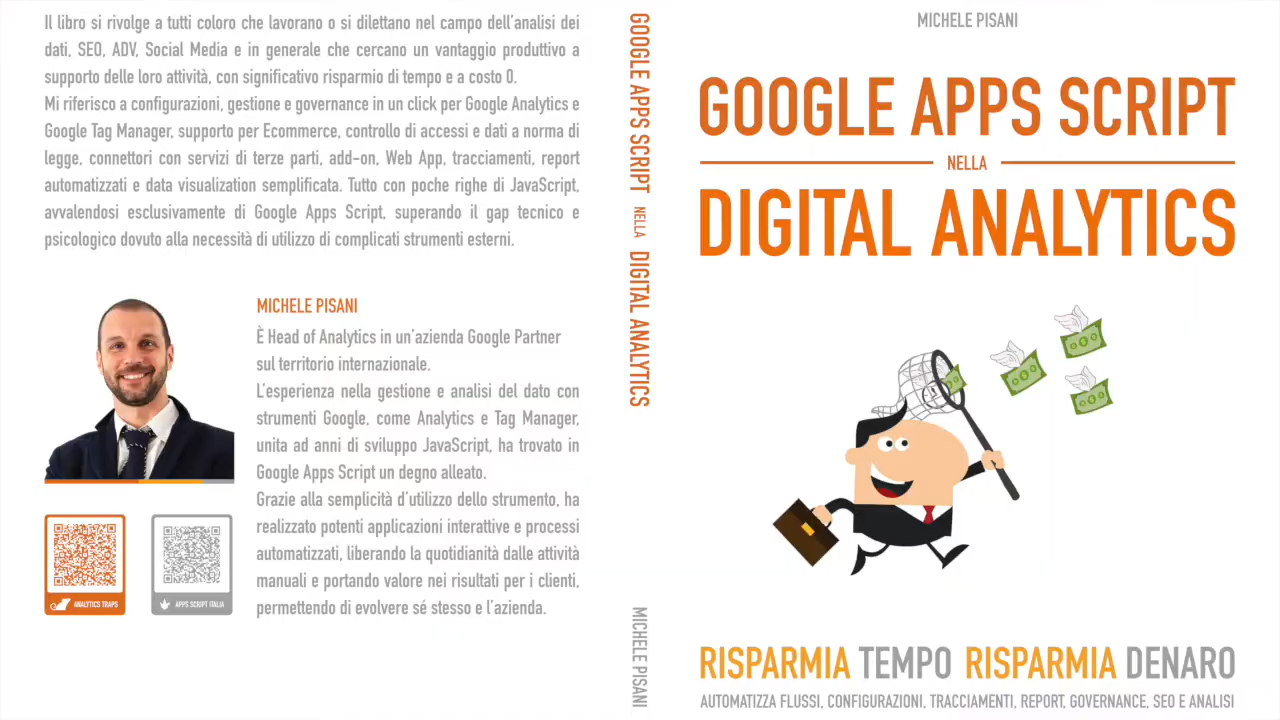 Il libro si rivolge a tutti coloro che lavorano o si dilettano nel campo dell'analisi dei
dati, SEO, ADV, Social Media e in generale che cercano un vantaggio produttivo a
supporto delle loro attività, con significativo risparmio di tempo e a costo 0.
Mi riferisco a configurazioni, gestione e governance in un click per Google Analytics e
Google Tag Manager, supporto per Ecommerce, controllo di accessi e dati a norma di
legge, connettori con servizi di terze parti, add-on, Web App, tracciamenti, report
automatizzati e data visualization semplificata. Tutto con poche righe di JavaScript,
avvalendosi esclusivamente di Google Apps Script, superando il gap tecnico e
psicologico dovuto alla necessità di utilizzo di complicati strumenti esterni.
MICHELE PISANI
È Head of Analytics in un'azienda Google Partner
sul territorio internazionale.
L'esperienza nella gestione e analisi del dato con
strumenti Google, come Analytics e Tag Manager,
unita ad anni di sviluppo JavaScript, ha trovato in
Google Apps Script un degno alleato.
Grazie alla semplicità d'utilizzo dello strumento, ha
realizzato potenti applicazioni interattive e processi
automatizzati, liberando la quotidianità dalle attività
manuali e portando valore nei risultati per i clienti,
permettendo di evolvere sé stesso e l'azienda.
ANALYTICS TRAPS
APPS SCRIPT ITALIA
GOOGLE APPS SCRIPT NELLA DIGITAL ANALYTICS
MICHELE PISANI
MICHELE PISANI
GOOGLE APPS SCRIPT
NELLA
DIGITAL ANALYTICS
RISPARMIA TEMPO RISPARMIA DENARO
AUTOMATIZZA FLUSSI, CONFIGURAZIONI, TRACCIAMENTI, REPORT, GOVERNANCE, SEO E ANALISI